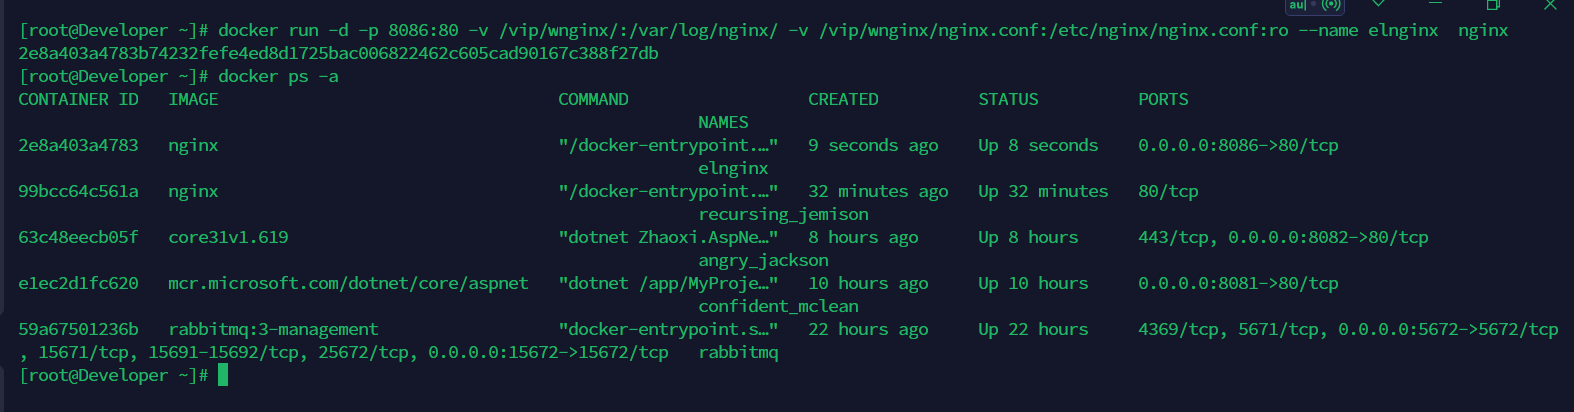 au|
[root@Developer ~]# docker run -d -p 8086:80 -v /vip/wnginx/:/var/log/nginx/ -v /vip/wnginx/nginx.conf:/etc/nginx/nginx.conf:ro --name elnginx  nginx
2e8a403a4783b74232fefe4ed8d1725bac006822462c605cad90167c388f27db
[root@Developer ~]# docker ps -a
CONTAINER ID   IMAGE                                  COMMAND                  CREATED          STATUS          PORTS
                                                                    NAMES
2e8a403a4783   nginx                                  "/docker-entrypoint.…"   9 seconds ago    Up 8 seconds    0.0.0.0:8086->80/tcp
                                                                    elnginx
99bcc64c561a   nginx                                  "/docker-entrypoint.…"   32 minutes ago   Up 32 minutes   80/tcp
                                                                    recursing_jemison
63c48eecb05f   core31v1.619                           "dotnet Zhaoxi.AspNe…"   8 hours ago      Up 8 hours      443/tcp, 0.0.0.0:8082->80/tcp
                                                                    angry_jackson
e1ec2d1fc620   mcr.microsoft.com/dotnet/core/aspnet   "dotnet /app/MyProje…"   10 hours ago     Up 10 hours     0.0.0.0:8081->80/tcp
                                                                    confident_mclean
59a67501236b   rabbitmq:3-management                  "docker-entrypoint.s…"   22 hours ago     Up 22 hours     4369/tcp, 5671/tcp, 0.0.0.0:5672->5672/tcp
, 15671/tcp, 15691-15692/tcp, 25672/tcp, 0.0.0.0:15672->15672/tcp   rabbitmq
[root@Developer ~]#